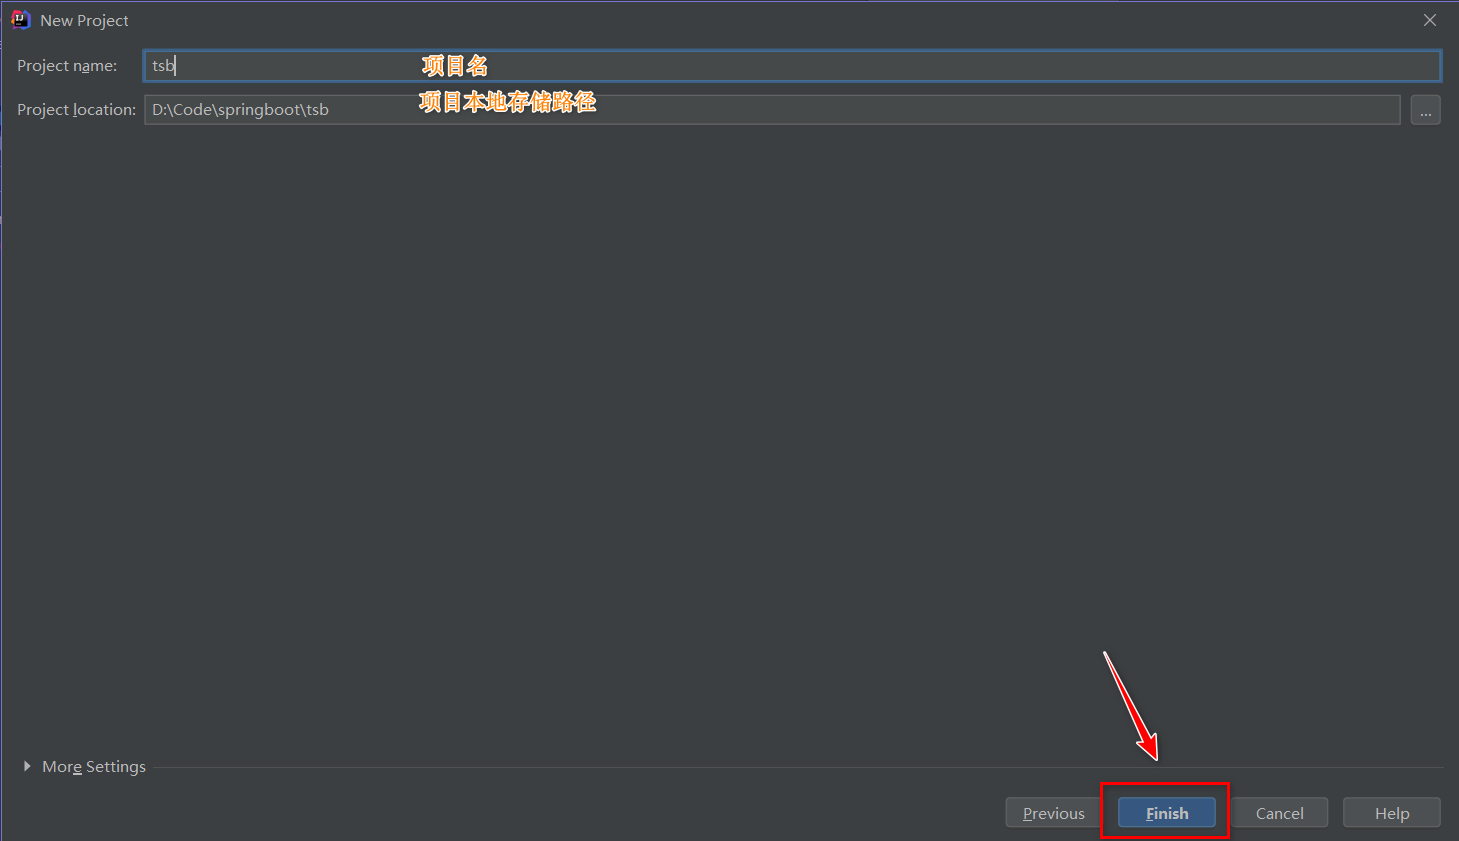 New Project
Project name: tsb 项目名
Project location: D:\Code\springboot\tsb 项目本地存储路径 ...
More Settings
Previous Finish Cancel Help